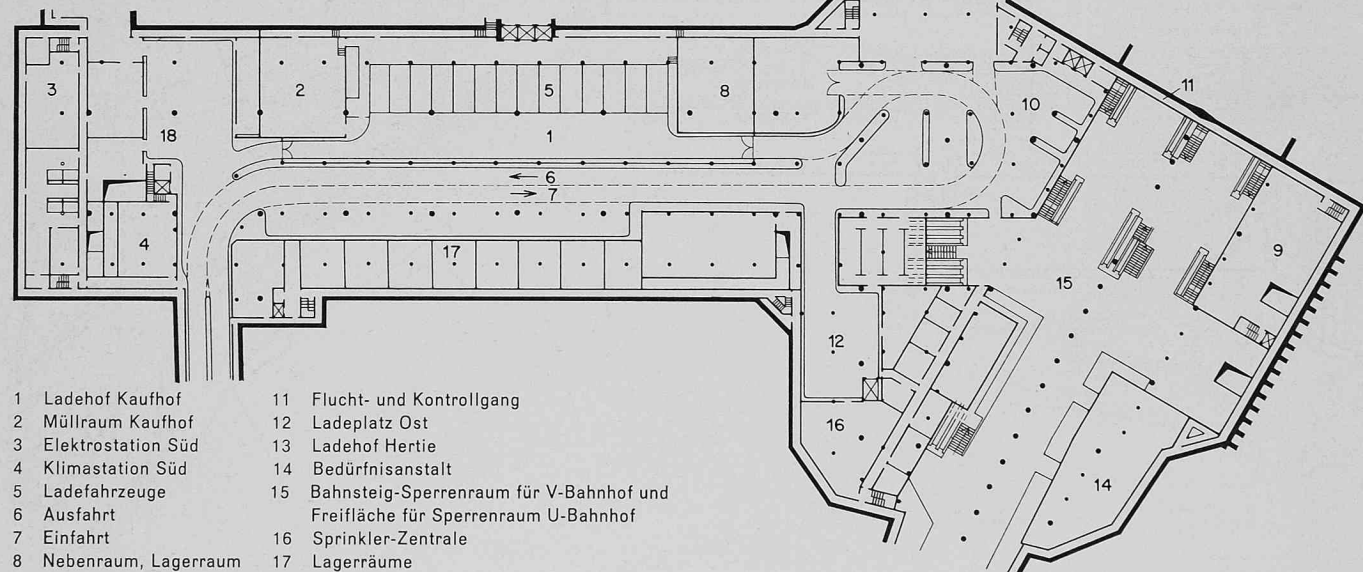 3
18
2
5
8
10
11
1
6
7
4
17
9
15
12
16
14
1 Ladehof Kaufhof
2 Müllraum Kaufhof
3 Elektrostation Süd
4 Klimastation Süd
5 Ladefahrzeuge
6 Ausfahrt
7 Einfahrt
8 Nebenraum, Lagerraum
11 Flucht- und Kontrollgang
12 Ladeplatz Ost
13 Ladehof Hertie
14 Bedürfnisanstalt
15 Bahnsteig-Sperrenraum für V-Bahnhof und
Freifläche für Sperrenraum U-Bahnhof
16 Sprinkler-Zentrale
17 Lagerräume